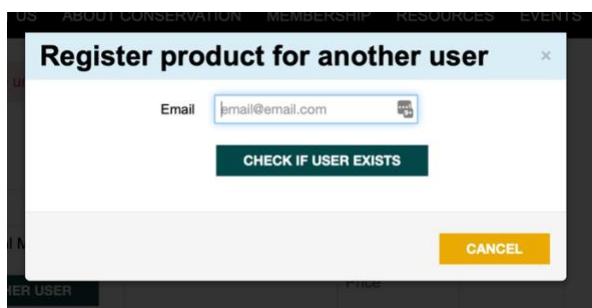 US ABOUT CONSERVATION MEMBERSHIP RESOURCES EVENTS
Register product for another user ×
Email email@email.com
CHECK IF USER EXISTS
CANCEL
HER USER
Price